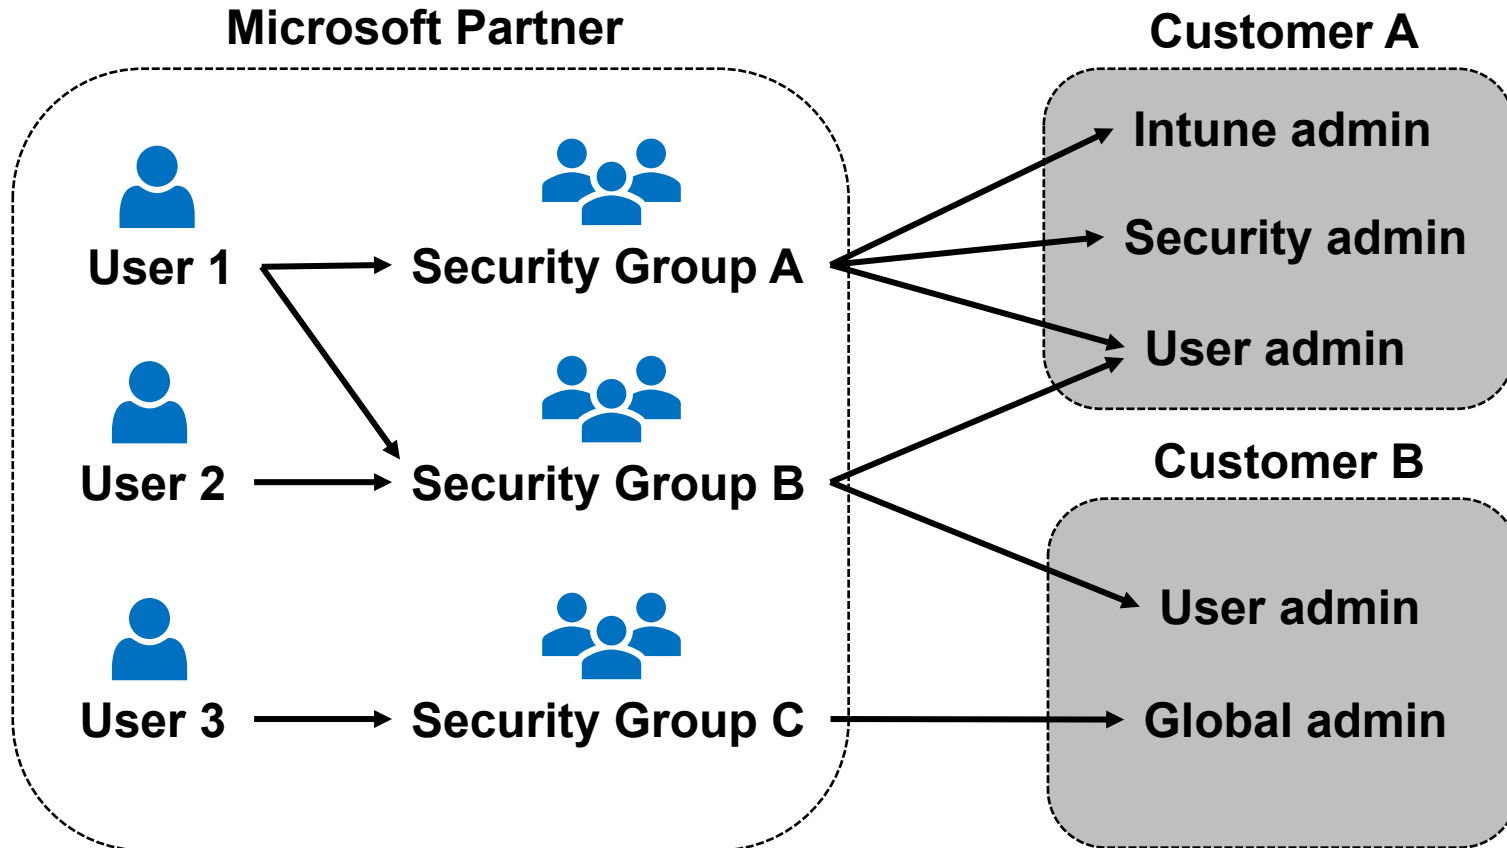 Microsoft Partner
Customer A
User 1
Security Group A
Intune admin
Security admin
User admin
User 2
Security Group B
Customer B
User admin
User 3
Security Group C
Global admin